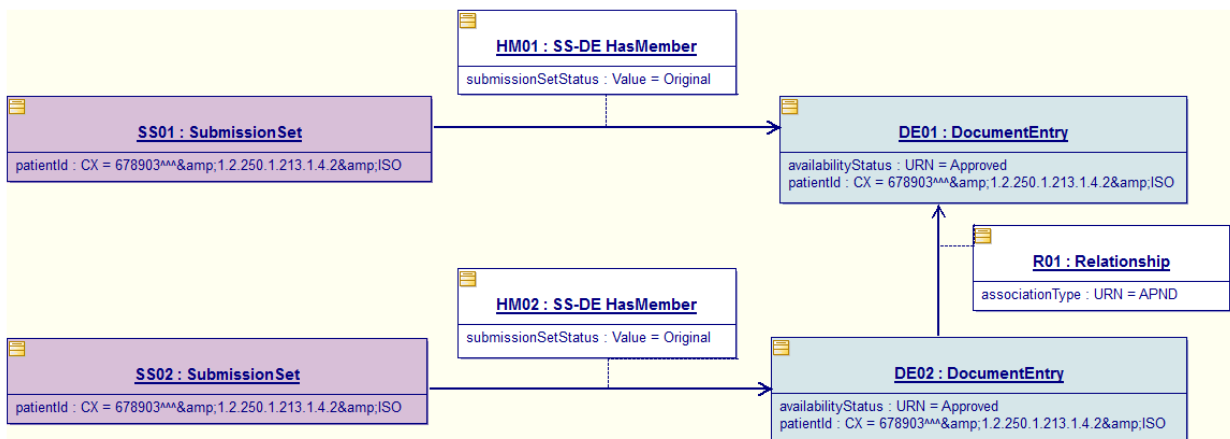 HM01 : SS-DE HasMember
submissionSetStatus : Value = Original
SS01 : SubmissionSet
patientId : CX = 678903^^^&amp;1.2.250.1.213.1.4.2&amp;ISO
DE01 : DocumentEntry
availabilityStatus : URN = Approved
patientId : CX = 678903^^^&amp;1.2.250.1.213.1.4.2&amp;ISO
R01 : Relationship
associationType : URN = APND
HM02 : SS-DE HasMember
submissionSetStatus : Value = Original
SS02 : SubmissionSet
patientId : CX = 678903^^^&amp;1.2.250.1.213.1.4.2&amp;ISO
DE02 : DocumentEntry
availabilityStatus : URN = Approved
patientId : CX = 678903^^^&amp;1.2.250.1.213.1.4.2&amp;ISO